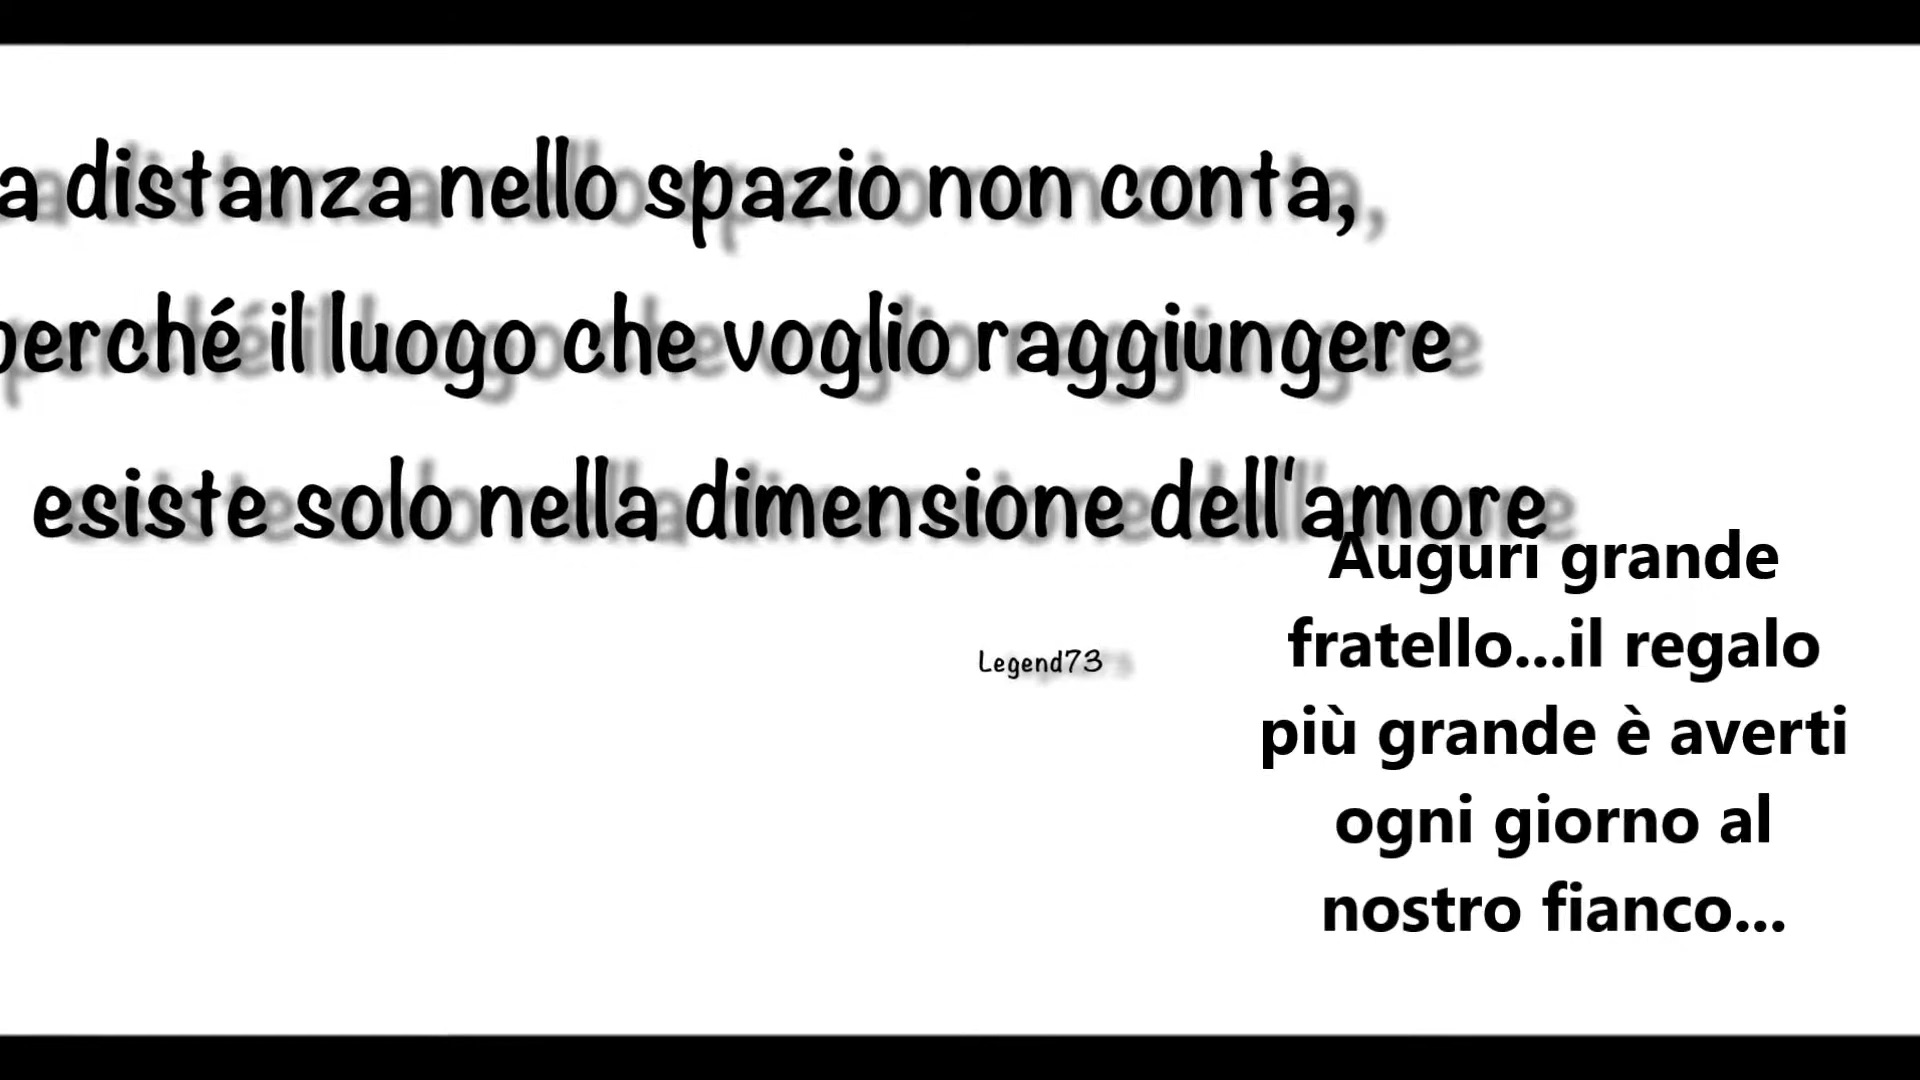 a distanza nello spazio non conta,
perché il luogo che voglio raggiungere
esiste solo nella dimensione dell'amore
Legend73
Auguri grande
fratello...il regalo
più grande è averti
ogni giorno al
nostro fianco...